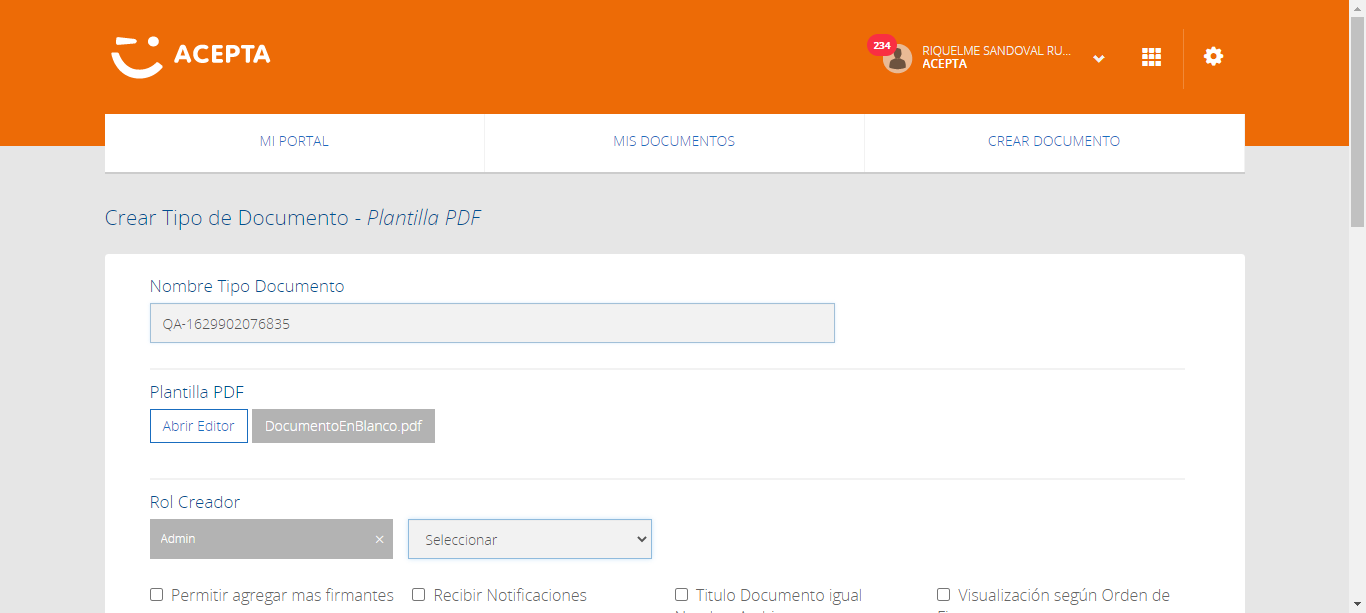 ACEPTA
234
RIQUELME SANDOVAL RU...
ACEPTA
MI PORTAL
MIS DOCUMENTOS
CREAR DOCUMENTO
Crear Tipo de Documento - Plantilla PDF
Nombre Tipo Documento
QA-1629902076835
Plantilla PDF
Abrir Editor
DocumentoEnBlanco.pdf
Rol Creador
Admin ×
Seleccionar
Permitir agregar mas firmantes
Recibir Notificaciones
Titulo Documento igual
Visualización según Orden de